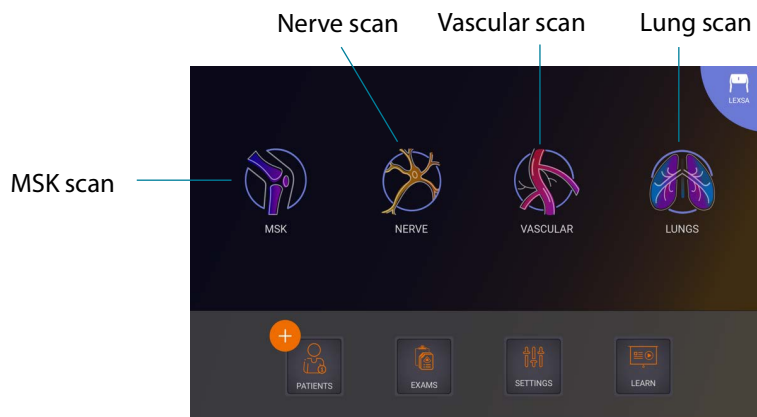 Nerve scan
Vascular scan
Lung scan
LEXSA
MSK scan
MSK
NERVE
VASCULAR
LUNGS
+
PATIENTS
EXAMS
SETTINGS
LEARN